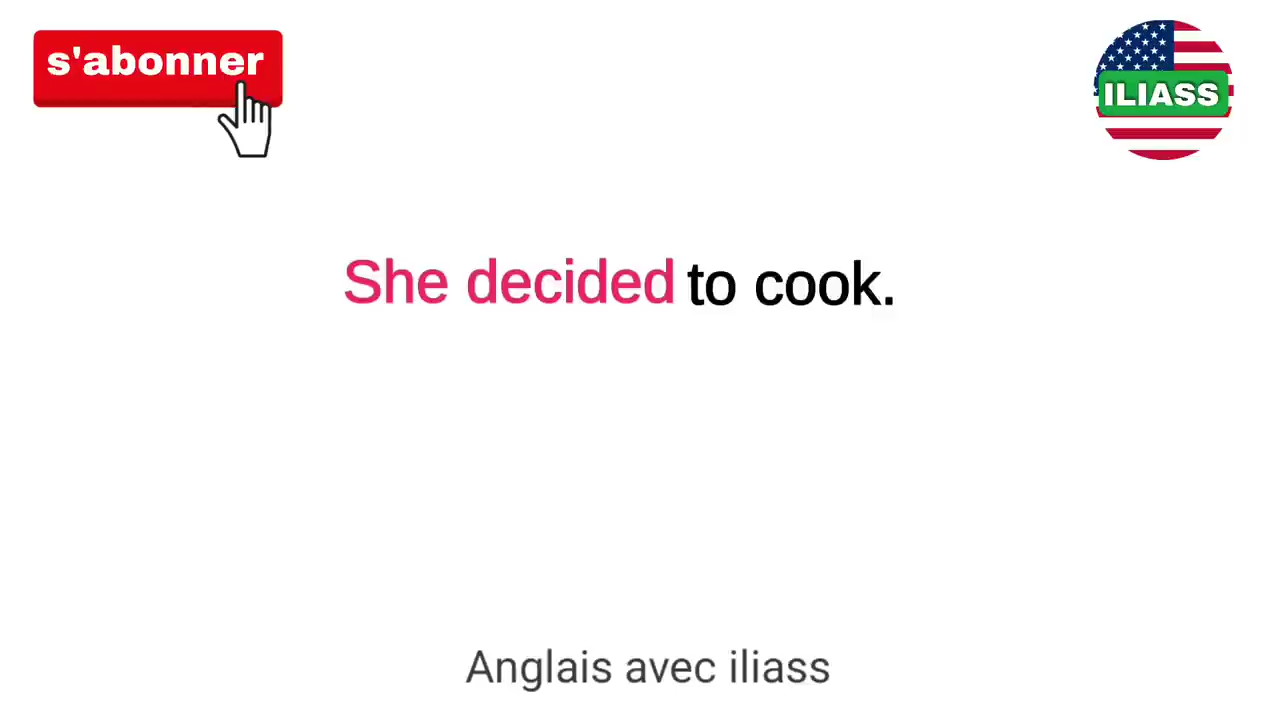 s'abonner
ILIASS
She decided to cook.
Anglais avec iliass